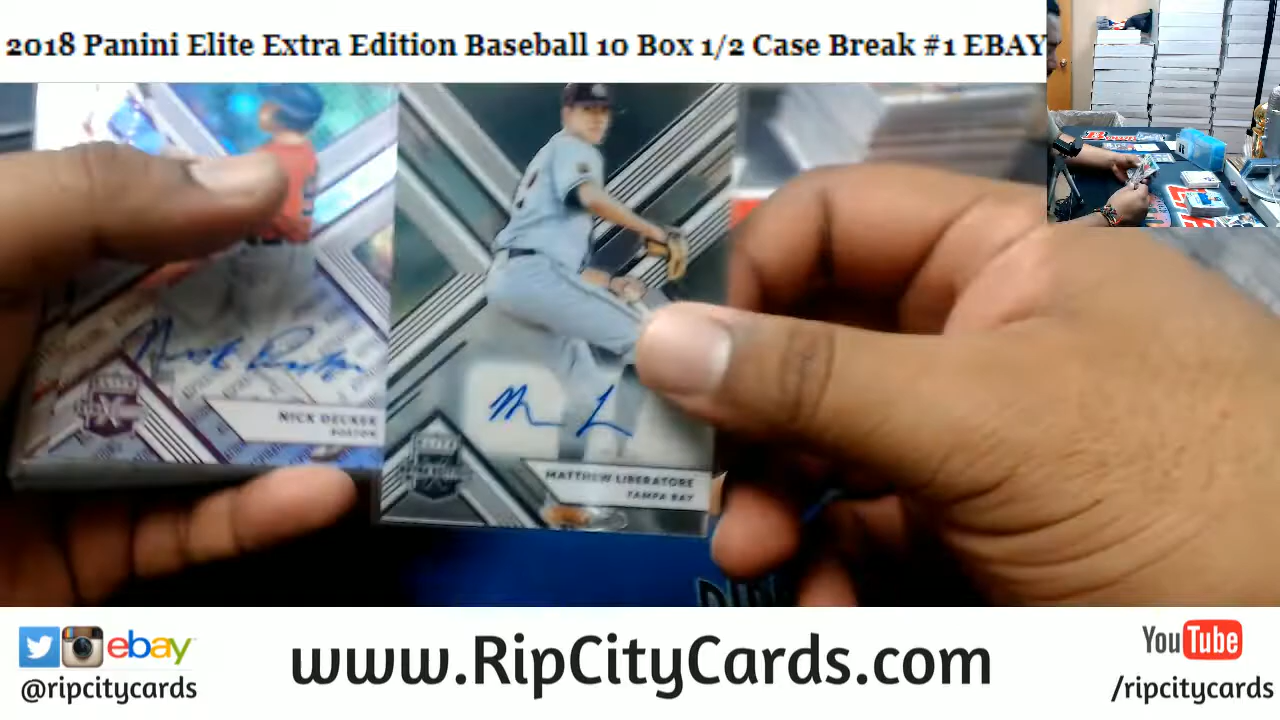 2018 Panini Elite Extra Edition Baseball 10 Box 1/2 Case Break #1 EBAY
NICK DECKER
BOSTON
ELITE
MATTHEW LIBERATORE
TAMPA BAY
ebay
@ripcitycards
www.RipCityCards.com
YouTube
/ripcitycards